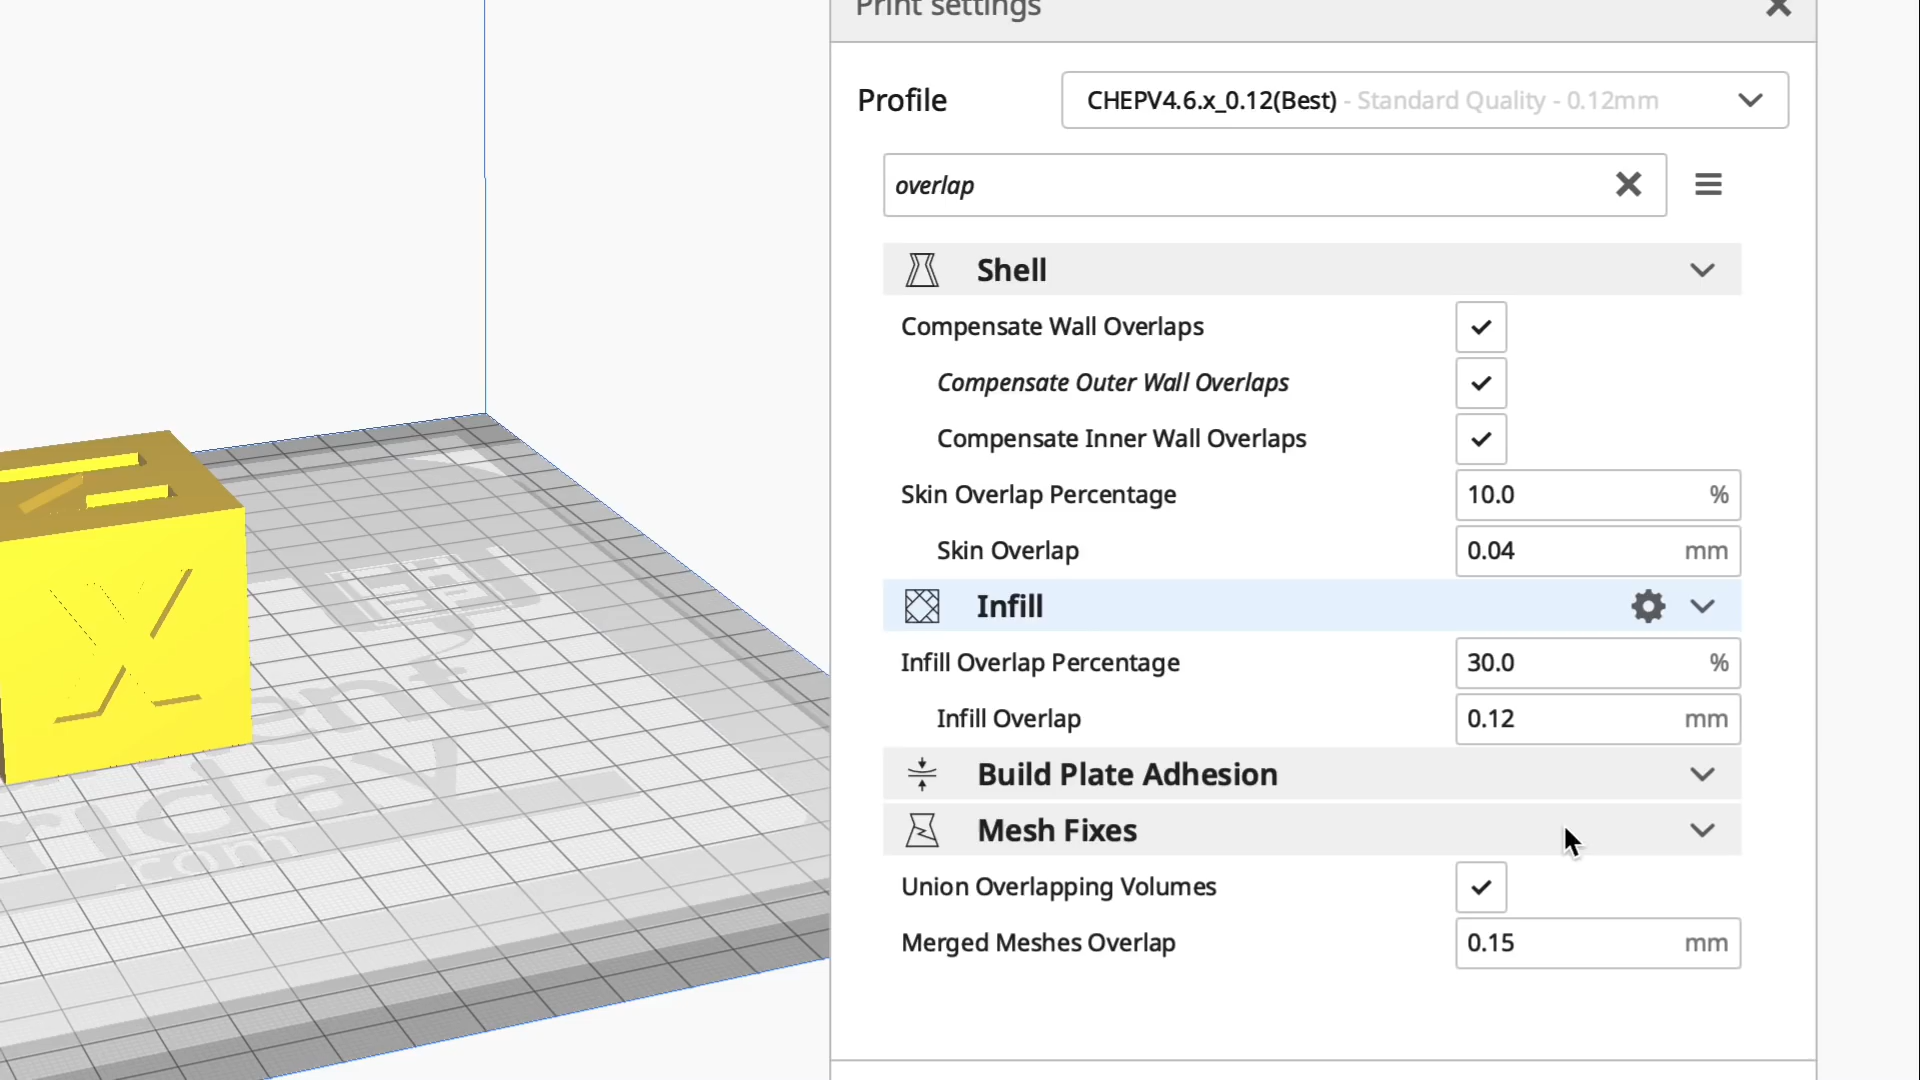 Print settings
Profile
CHEPV4.6.x_0.12(Best) - Standard Quality - 0.12mm
overlap
Shell
Compensate Wall Overlaps
Compensate Outer Wall Overlaps
Compensate Inner Wall Overlaps
Skin Overlap Percentage 10.0 %
Skin Overlap 0.04 mm
Infill
Infill Overlap Percentage 30.0 %
Infill Overlap 0.12 mm
Build Plate Adhesion
Mesh Fixes
Union Overlapping Volumes
Merged Meshes Overlap 0.15 mm
X
.com